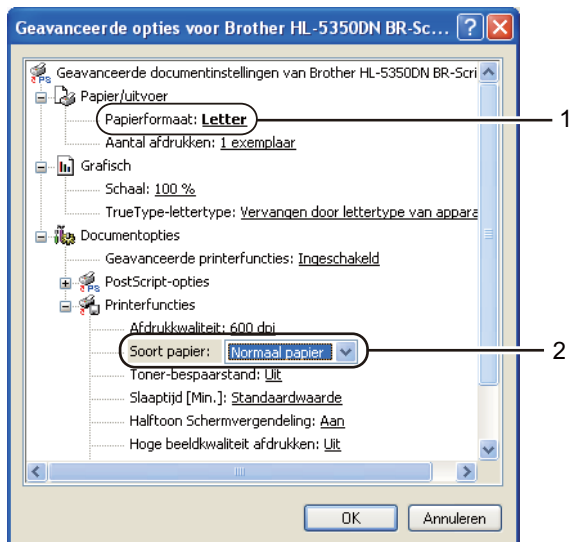 Geavanceerde opties voor Brother HL-5350DN BR-Sc...
Geavanceerde documentinstellingen van Brother HL-5350DN BR-Scri
Papier/uitvoer
Papierformaat: Letter
1
Aantal afdrukken: 1 exemplaar
Grafisch
Schaal: 100 %
TrueType-lettertype: Vervangen door lettertype van appara
Documentopties
Geavanceerde printerfuncties: Ingeschakeld
PostScript-opties
Printerfuncties
Afdrukkwaliteit: 600 dpi
Soort papier: Normaal papier
2
Toner-bespaarstand: Uit
Slaaptijd [Min.]: Standaardwaarde
Halftoon Schermvergendeling: Aan
Hoge beeldkwaliteit afdrukken: Uit
OK Annuleren